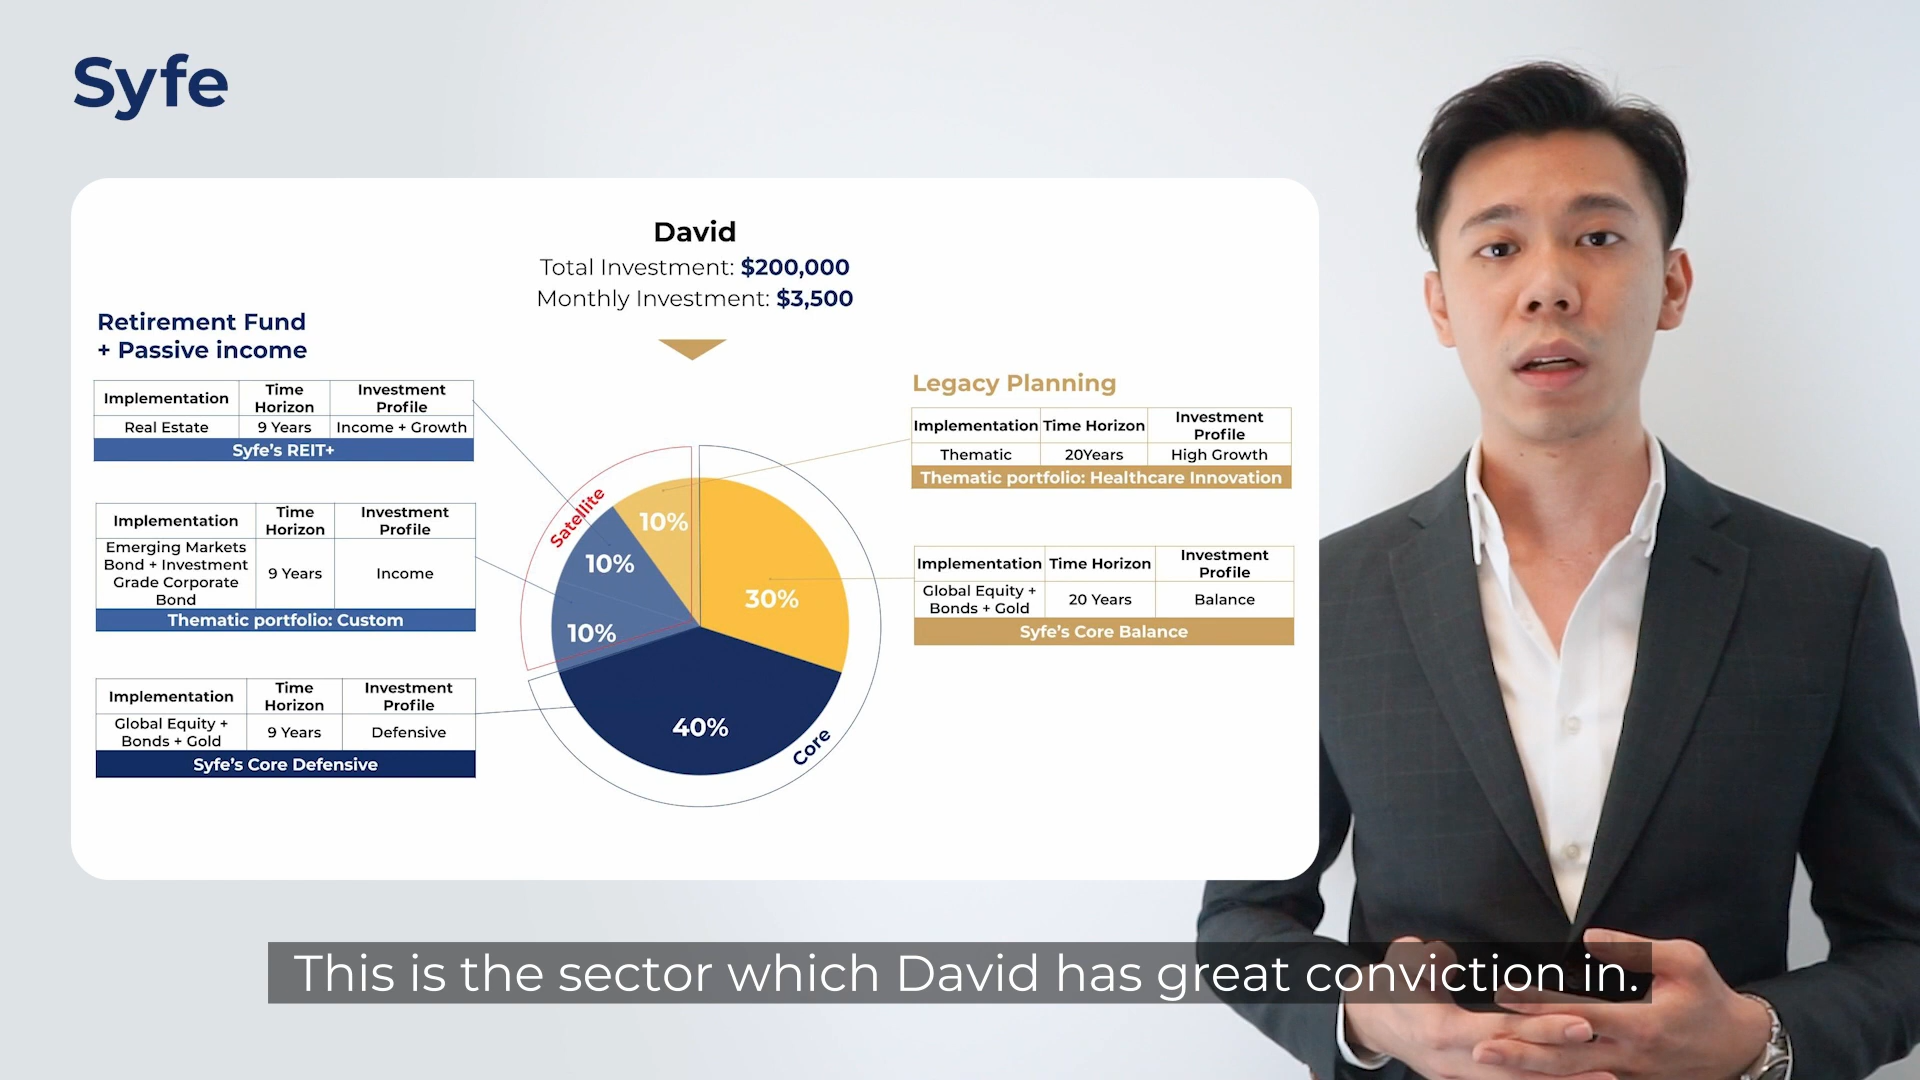 Syfe
David
Total Investment: $200,000
Monthly Investment: $3,500
Retirement Fund
+ Passive income
Implementation
Time
Horizon
Investment
Profile
Real Estate
9 Years
Income + Growth
Syfe's REIT+
Implementation
Time
Horizon
Investment
Profile
Emerging Markets
Bond + Investment
Grade Corporate
Bond
9 Years
Income
Thematic portfolio: Custom
Implementation
Time
Horizon
Investment
Profile
Global Equity +
Bonds + Gold
9 Years
Defensive
Syfe's Core Defensive
Satellite
10%
10%
10%
30%
40%
Core
Legacy Planning
Implementation
Time Horizon
Investment
Profile
Thematic
20Years
High Growth
Thematic portfolio: Healthcare Innovation
Implementation
Time Horizon
Investment
Profile
Global Equity +
Bonds + Gold
20 Years
Balance
Syfe's Core Balance
This is the sector which David has great conviction in.